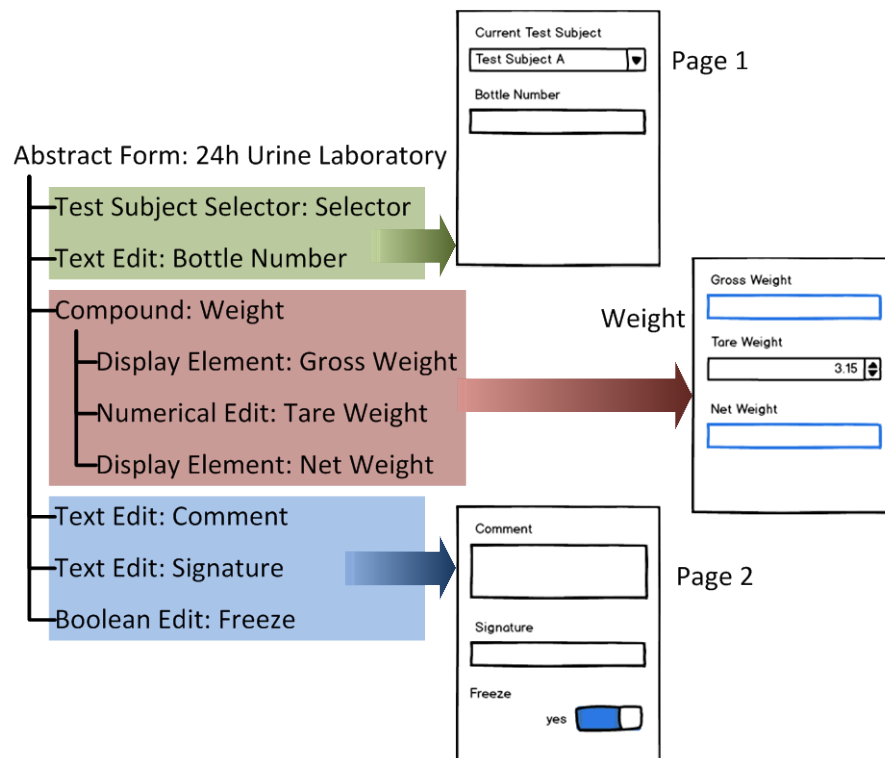 Current Test Subject
Test Subject A
Page 1
Bottle Number
Abstract Form: 24h Urine Laboratory
Test Subject Selector: Selector
Text Edit: Bottle Number
Compound: Weight
Display Element: Gross Weight
Numerical Edit: Tare Weight
Display Element: Net Weight
Weight
Gross Weight
Tare Weight
3.15
Net Weight
Text Edit: Comment
Text Edit: Signature
Boolean Edit: Freeze
Comment
Page 2
Signature
Freeze
yes